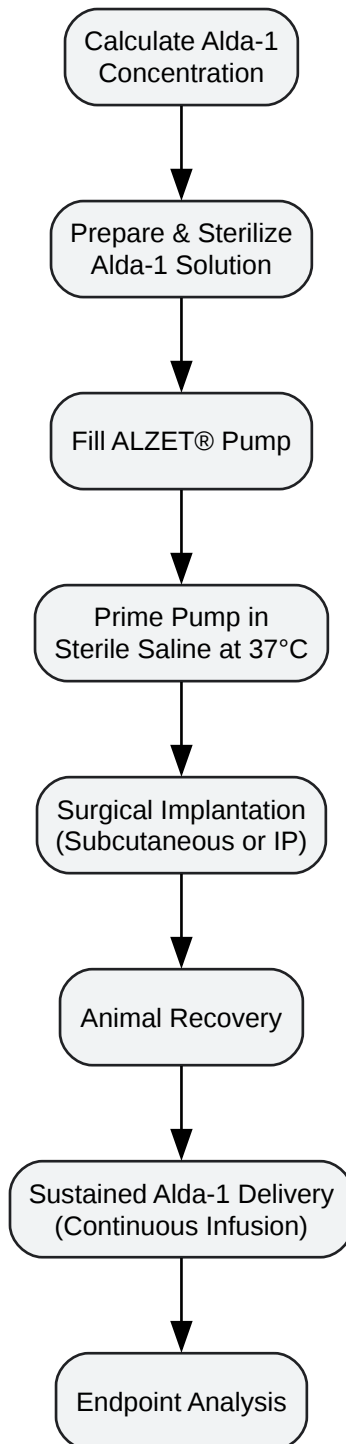 Calculate Alda-1
Concentration
Prepare & Sterilize
Alda-1 Solution
Fill ALZET® Pump
Prime Pump in
Sterile Saline at 37°C
Surgical Implantation
(Subcutaneous or IP)
Animal Recovery
Sustained Alda-1 Delivery
(Continuous Infusion)
Endpoint Analysis